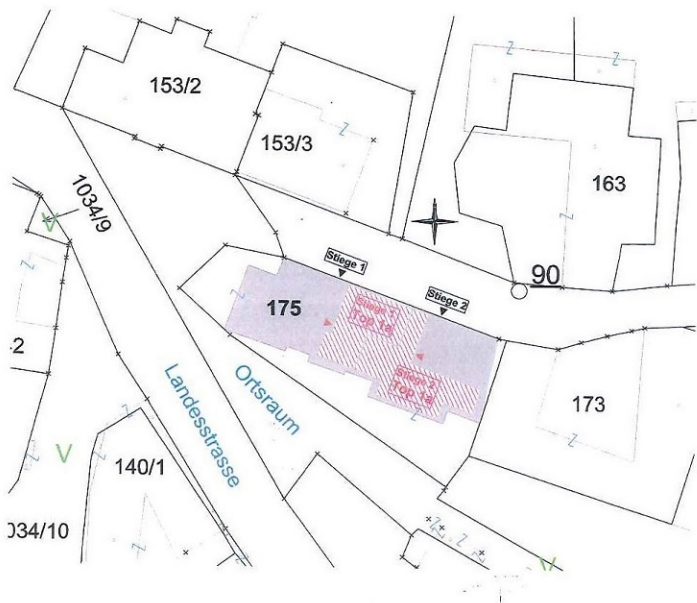 153/2
153/3
163
1034/9
V
90
Stiege 1
Stiege 2
175
Stiege 1
Top 1a
Stiege 2
Top 1a
-2
173
Ortsraum
Landesstrasse
V
140/1
034/10
V